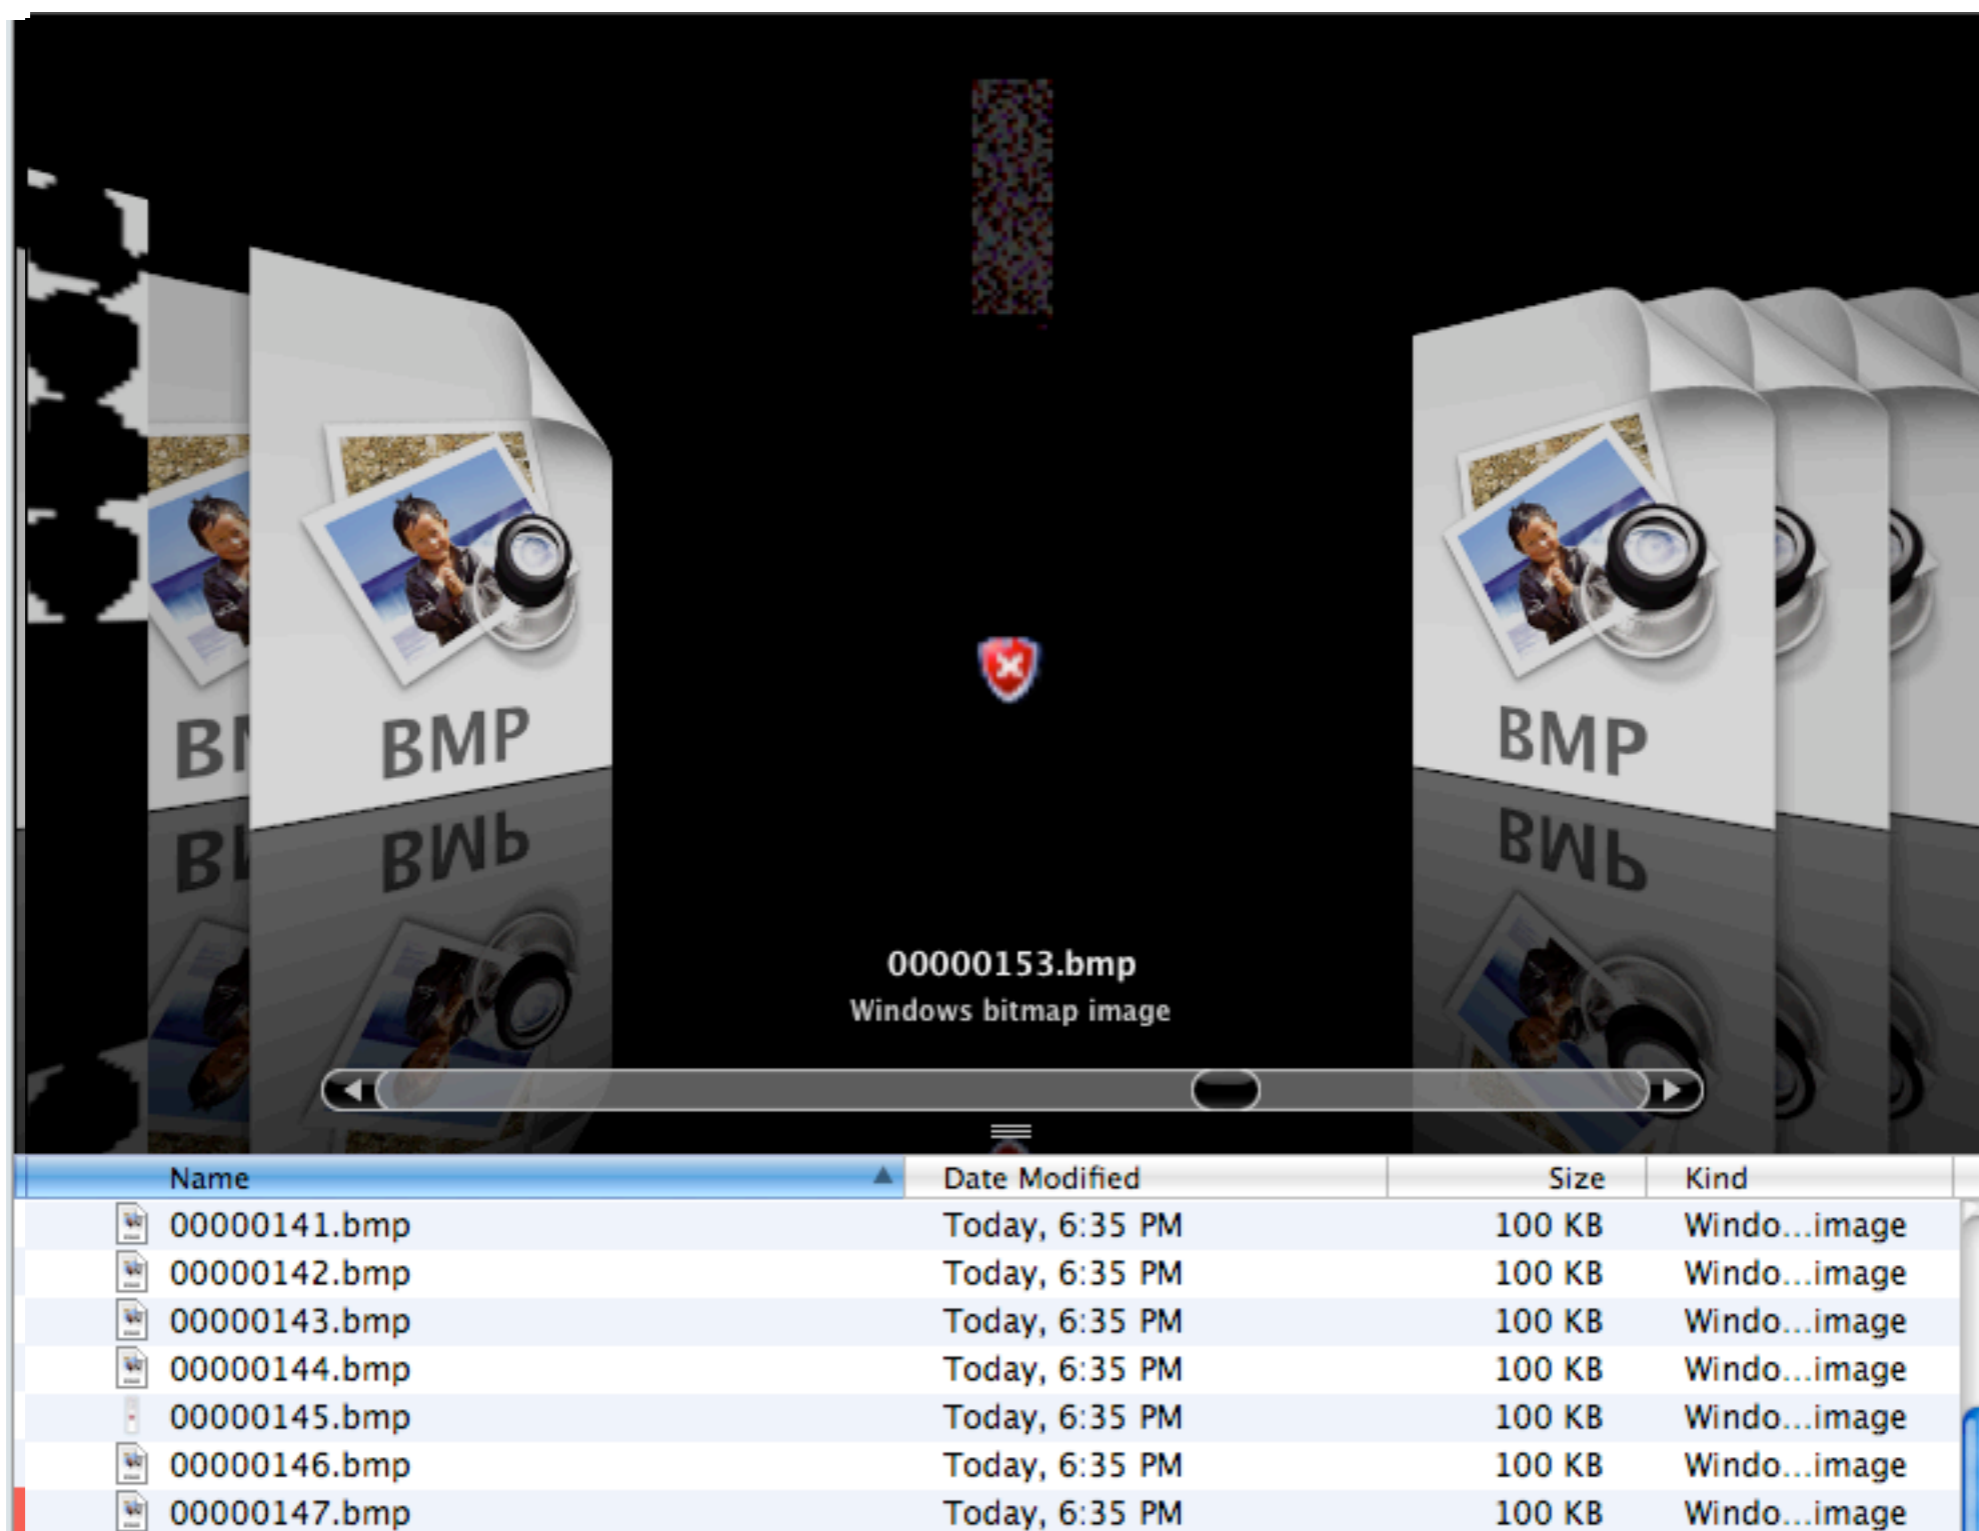 BM
BMP
BMP
BM
BMP
BMP
00000153.bmp
Windows bitmap image
Name Date Modified Size Kind
00000141.bmp Today, 6:35 PM 100 KB Windo...image
00000142.bmp Today, 6:35 PM 100 KB Windo...image
00000143.bmp Today, 6:35 PM 100 KB Windo...image
00000144.bmp Today, 6:35 PM 100 KB Windo...image
00000145.bmp Today, 6:35 PM 100 KB Windo...image
00000146.bmp Today, 6:35 PM 100 KB Windo...image
00000147.bmp Today, 6:35 PM 100 KB Windo...image